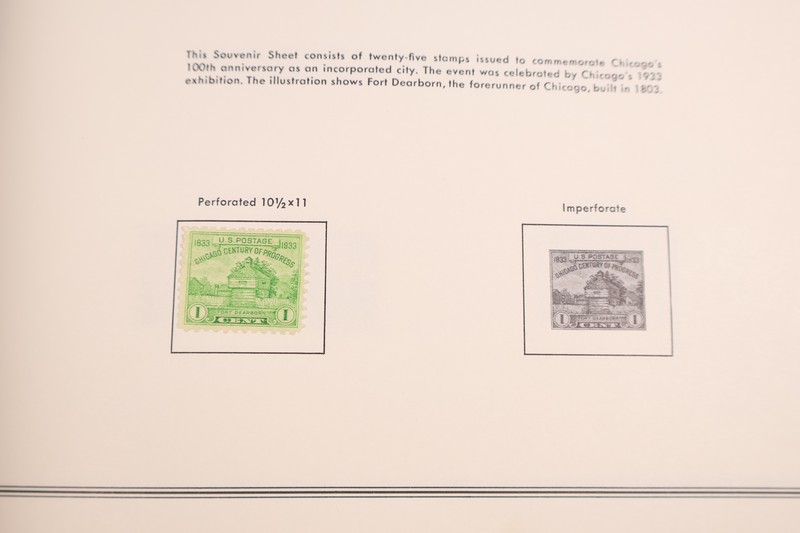 This Souvenir Sheet consists of twenty-five stamps issued to commemorate Chicago's
100th anniversary as an incorporated city. The event was celebrated by Chicago's 1933
exhibition. The illustration shows Fort Dearborn, the forerunner of Chicago, built in 1803.
Perforated 10½x11
Imperforate
1833 U.S. POSTAGE 1933
CHICAGO CENTURY OF PROGRESS
FORT DEARBORN
1 CENT 1
1833 U.S. POSTAGE 1933
CHICAGO CENTURY OF PROGRESS
FORT DEARBORN
1 CENT 1